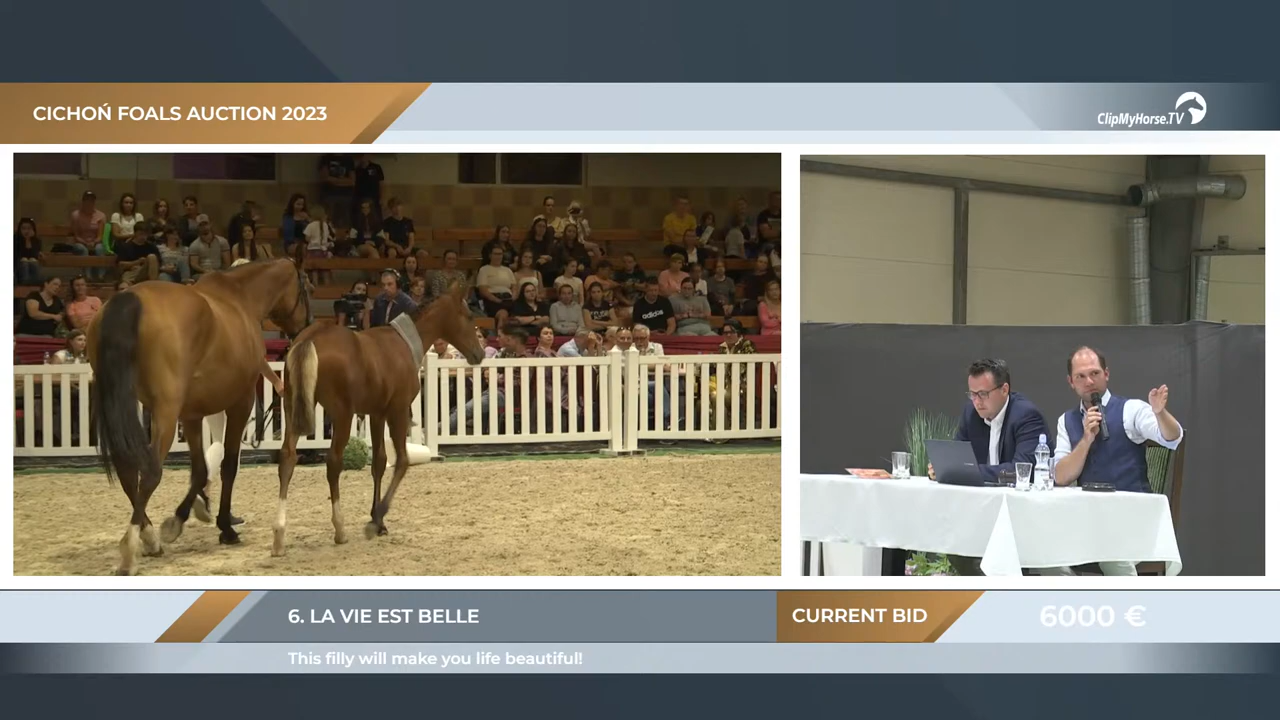 CICHOŃ FOALS AUCTION 2023
ClipMyHorse.TV
adidas
6. LA VIE EST BELLE
CURRENT BID
6000 €
This filly will make you life beautiful!